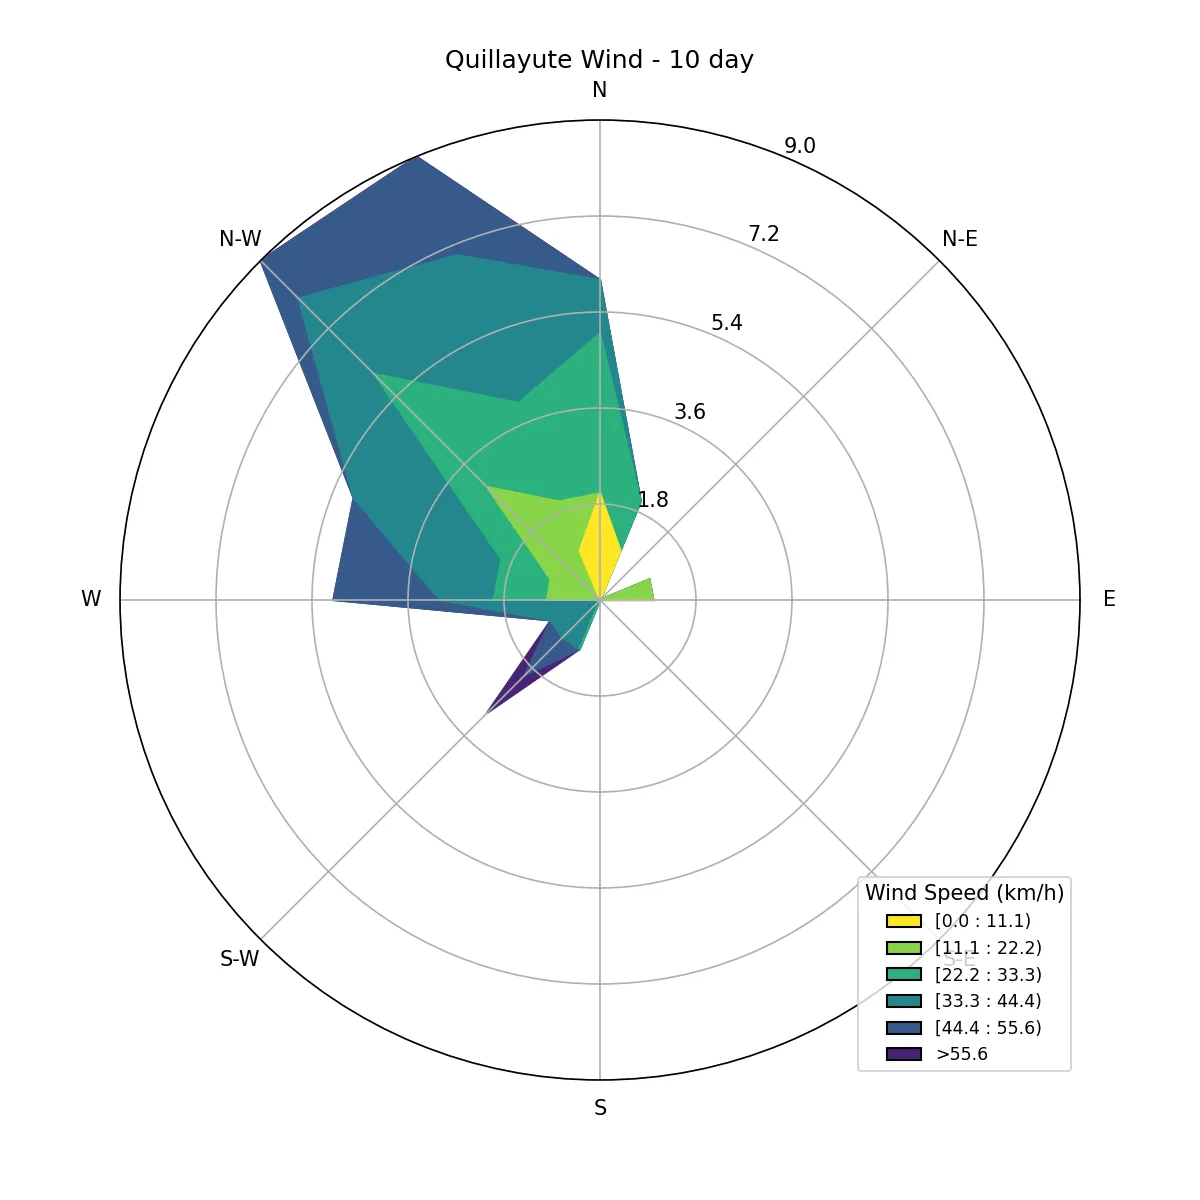 Quillayute Wind - 10 day
N
9.0
7.2
N-W
N-E
5.4
3.6
1.8
W
E
S-W
S-E
S
Wind Speed (km/h)
[0.0 : 11.1)
[11.1 : 22.2)
[22.2 : 33.3)
[33.3 : 44.4)
[44.4 : 55.6)
>55.6